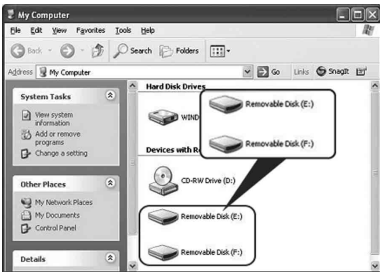 My Computer
File Edit View Favorites Tools Help
Back Search Folders
Address My Computer Go Links SnagIt
System Tasks
View system
information
Add or remove
programs
Change a setting
Other Places
My Network Places
My Documents
Control Panel
Details
Hard Disk Drives
WIND
Removable Disk (E:)
Removable Disk (F:)
Devices with R
CD-RW Drive (D:)
Removable Disk (E:)
Removable Disk (F:)